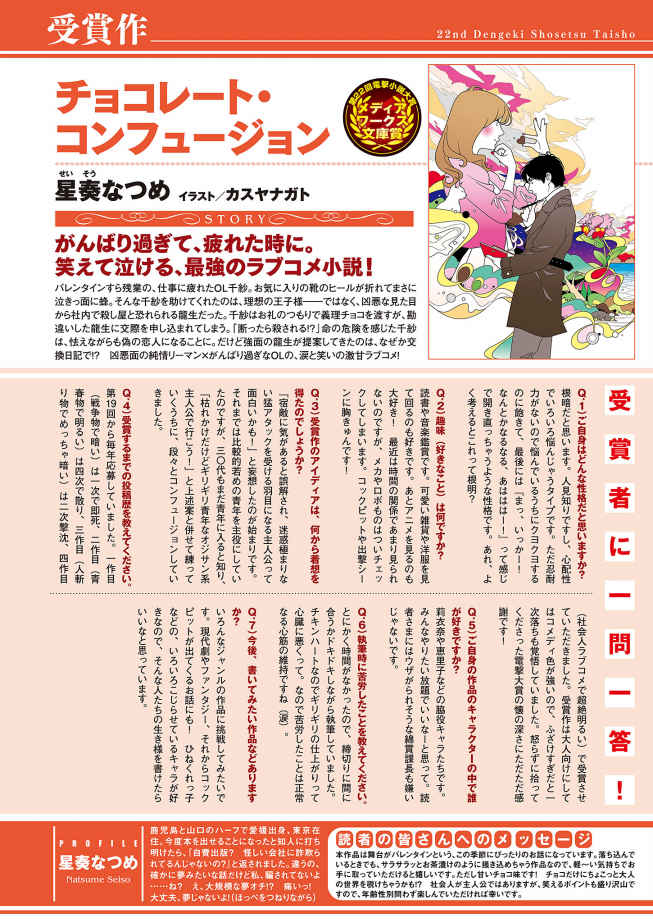 受賞作
22nd Dengeki Shosetsu Taisho
チョコレート・
コンフュージョン
第22回電撃小説大賞
メディア
ワークス
文庫賞
せい そう
星奏なつめ イラスト／カスヤナガト
STORY
がんばり過ぎて、疲れた時に。
笑えて泣ける、最強のラブコメ小説！
バレンタインすら残業の、仕事に疲れたOL千紗。お気に入りの靴のヒールが折れてまさに
泣きっ面に蜂。そんな千紗を助けてくれたのは、理想の王子様――ではなく、凶悪な見た目
から社内で殺し屋と恐れられる龍生だった。千紗はお礼のつもりで義理チョコを渡すが、勘
違いした龍生に交際を申し込まれてしまう。「断ったら殺される!?」命の危険を感じた千紗
は、怯えながらも偽の恋人になることに。だけど強面の龍生が提案してきたのは、なぜか交
換日記で!?　凶悪面の純情リーマン×がんばり過ぎなOLの、涙と笑いの激甘ラブコメ!
受賞者に一問一答！
Q・1）ご自身はどんな性格だと思いますか？
根暗だと思います。人見知りですし、心配性
でいろいろ悩んじゃうタイプです。ただ忍耐
力がないので悩んでいるうちにクヨクヨする
のに飽きて、最後には「まっ、いっかー！
なんとかなるなる、あははは～！」って感じ
で開き直っちゃうような性格です。あれ、よ
く考えるとこれって根明？
Q・2）趣味（好きなこと）は何ですか？
読書や音楽鑑賞です。可愛い雑貨や洋服を見
て回るのも好きです。あとアニメを見るのも
大好き！　最近は時間の関係であまり見られ
ないのですが、メカやロボものはついチェッ
クしてしまいます。コックピットや出撃シー
ンに胸きゅんです！
Q・3）受賞作のアイディアは、何から着想を
得たのでしょうか？
「宿敵に気があると誤解され、迷惑極まりな
い猛アタックを受ける羽目になる主人公って
面白いかも！」と妄想したのが始まりです。
それまでは比較的若めの青年を主役にしてい
たのですが、三〇代もまだ青年に入ると知り、
「枯れかけだけどギリギリ青年なオジサン系
主人公で行こう！」と上述案と併せて練って
いくうちに、段々とコンフュージョンしてい
きました。
Q・4）受賞するまでの投稿歴を教えてください。
第19回から毎年応募していました。一作目
（戦争物で暗い）は一次で即死、二作目（青
春物で明るい）は四次で散り、三作目（人斬
り物でめっちゃ暗い）は二次撃沈、四作目
（社会人ラブコメで超絶明るい）で受賞させ
ていただきました。受賞作は大人向けにして
はコメディ色が強いので、ふざけすぎだと一
次落ちも覚悟していました。怒らずに拾って
くださった電撃大賞の懐の深さにただただ感
謝です！
Q・5）ご自身の作品のキャラクターの中で誰
が好きですか？
莉衣奈や恵里子などの脇役キャラたちです。
みんなやりたい放題でいいなーと思って。読
者さまにはウザがられそうな綿貫課長も嫌い
じゃないです。
Q・6）執筆時に苦労したことを教えてください。
とにかく時間がなかったので、締切りに間に
合うかドキドキしながら執筆していました。
チキンハートなのでギリギリの仕上がりって
心臓に悪くって。なので苦労したことは正常
なる心筋の維持ですね（涙）。
Q・7）今後、書いてみたい作品などあります
か？
いろんなジャンルの作品に挑戦してみたいで
す。現代劇やファンタジー、それからコック
ピットが出てくるお話にも！　ひねくれっ子
などの、いろいろこじらせているキャラが好
きなので、そんな人たちの生き様を書けたら
いいなと思っています。
PROFILE
星奏なつめ
Natsume Seiso
鹿児島と山口のハーフで愛媛出身、東京在
住。今度本を出せることになったと知人に打ち
明けたら、「自費出版？　怪しい会社に詐欺ら
れてるんじゃないの？」と返されました。違うの、
確かに夢みたいな話だけど私、騙されてないよ
……ね？　え、大規模な夢オチ!?　痛いっ！
大丈夫、夢じゃないよ！（ほっぺをつねりながら）
読者の皆さんへのメッセージ
本作品は舞台がバレンタインという、この季節にぴったりのお話になっています。落ち込んで
いるときでも、サラサラッとお茶漬けのように掻き込めちゃう作品なので、軽～い気持ちでお
手に取っていただけると嬉しいです。ただし甘いチョコ味です！　チョコだけにちょこっと大人
の世界を覗けちゃうかも!?　社会人が主人公ではありますが、笑えるポイントも盛り沢山で
すので、年齢性別問わず楽しんでいただければ幸いです。